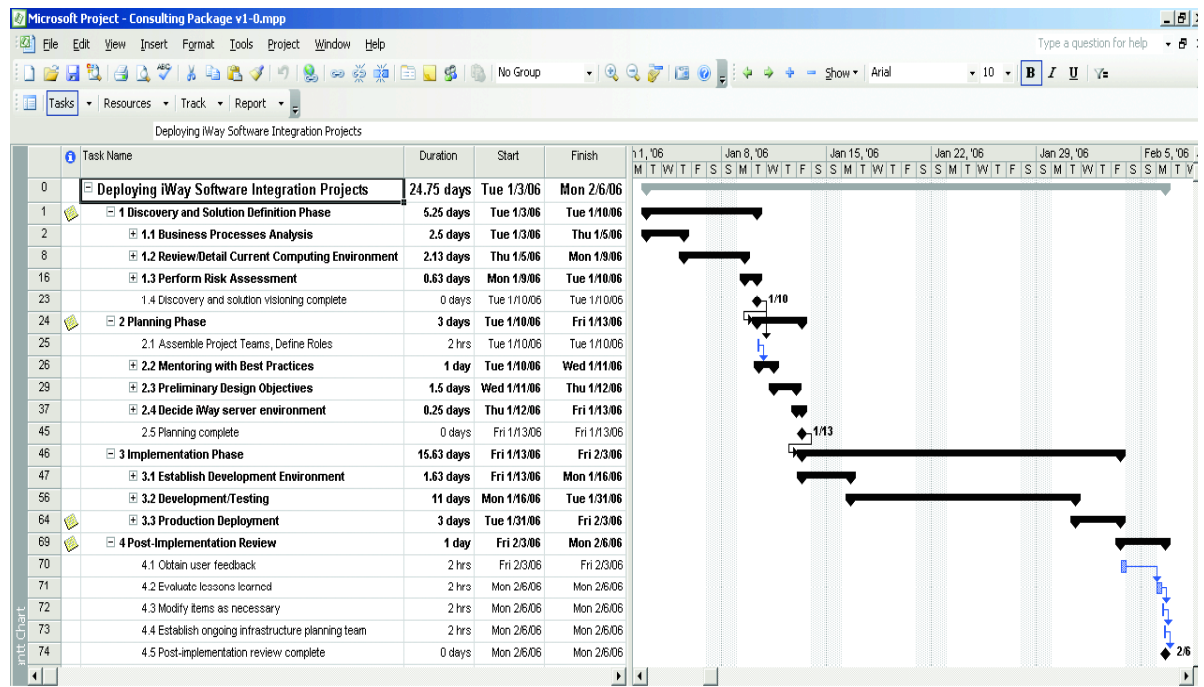 Microsoft Project - Consulting Package v1-0.mpp
File Edit View Insert Format Tools Project Window Help Type a question for help
No Group Show Arial 10 B I U
Tasks Resources Track Report
Deploying iWay Software Integration Projects
Task Name Duration Start Finish 1, '06 Jan 8, '06 Jan 15, '06 Jan 22, '06 Jan 29, '06 Feb 5, '06
M T W T F S S M T W T F S S M T W T F S S M T W T F S S M T W T F S S M T W
0 Deploying iWay Software Integration Projects 24.75 days Tue 1/3/06 Mon 2/6/06
1 1 Discovery and Solution Definition Phase 5.25 days Tue 1/3/06 Tue 1/10/06
2 1.1 Business Processes Analysis 2.5 days Tue 1/3/06 Thu 1/5/06
8 1.2 Review/Detail Current Computing Environment 2.13 days Thu 1/5/06 Mon 1/9/06
16 1.3 Perform Risk Assessment 0.63 days Mon 1/9/06 Tue 1/10/06
23 1.4 Discovery and solution visioning complete 0 days Tue 1/10/06 Tue 1/10/06 1/10
24 2 Planning Phase 3 days Tue 1/10/06 Fri 1/13/06
25 2.1 Assemble Project Teams, Define Roles 2 hrs Tue 1/10/06 Tue 1/10/06
26 2.2 Mentoring with Best Practices 1 day Tue 1/10/06 Wed 1/11/06
29 2.3 Preliminary Design Objectives 1.5 days Wed 1/11/06 Thu 1/12/06
37 2.4 Decide iWay server environment 0.25 days Thu 1/12/06 Fri 1/13/06
45 2.5 Planning complete 0 days Fri 1/13/06 Fri 1/13/06 1/13
46 3 Implementation Phase 15.63 days Fri 1/13/06 Fri 2/3/06
47 3.1 Establish Development Environment 1.63 days Fri 1/13/06 Mon 1/16/06
56 3.2 Development/Testing 11 days Mon 1/16/06 Tue 1/31/06
64 3.3 Production Deployment 3 days Tue 1/31/06 Fri 2/3/06
69 4 Post-Implementation Review 1 day Fri 2/3/06 Mon 2/6/06
70 4.1 Obtain user feedback 2 hrs Fri 2/3/06 Fri 2/3/06
71 4.2 Evaluate lessons learned 2 hrs Mon 2/6/06 Mon 2/6/06
72 4.3 Modify items as necessary 2 hrs Mon 2/6/06 Mon 2/6/06
73 4.4 Establish ongoing infrastructure planning team 2 hrs Mon 2/6/06 Mon 2/6/06
74 4.5 Post-implementation review complete 0 days Mon 2/6/06 Mon 2/6/06 2/6
antt Chart